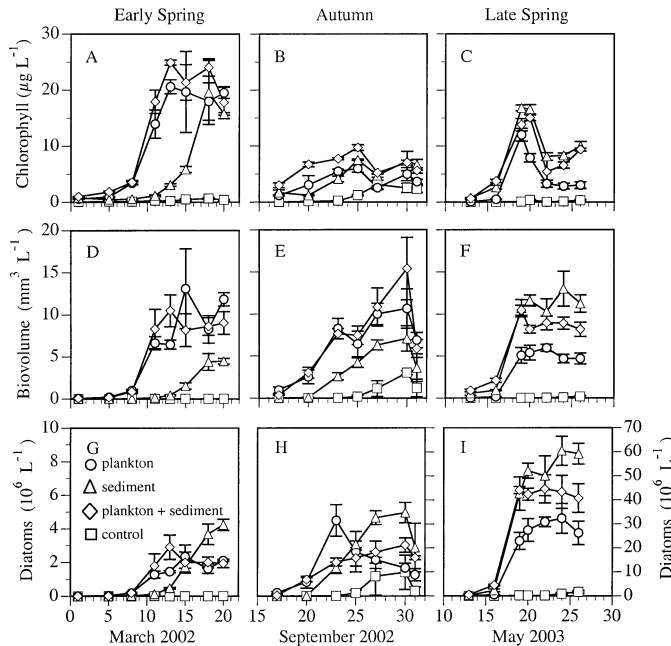 Early Spring Autumn Late Spring
Chlorophyll (μg L⁻¹)
30
20
10
0
A
B
C
Biovolume (mm³ L⁻¹)
20
15
10
5
0
D
E
F
Diatoms (10⁶ L⁻¹)
10
8
6
4
2
0
G
plankton
sediment
plankton + sediment
control
H
I
70
60
50
40
30
20
10
0
Diatoms (10⁶ L⁻¹)
0 5 10 15 20
15 20 25 30
10 15 20 25 30
March 2002 September 2002 May 2003